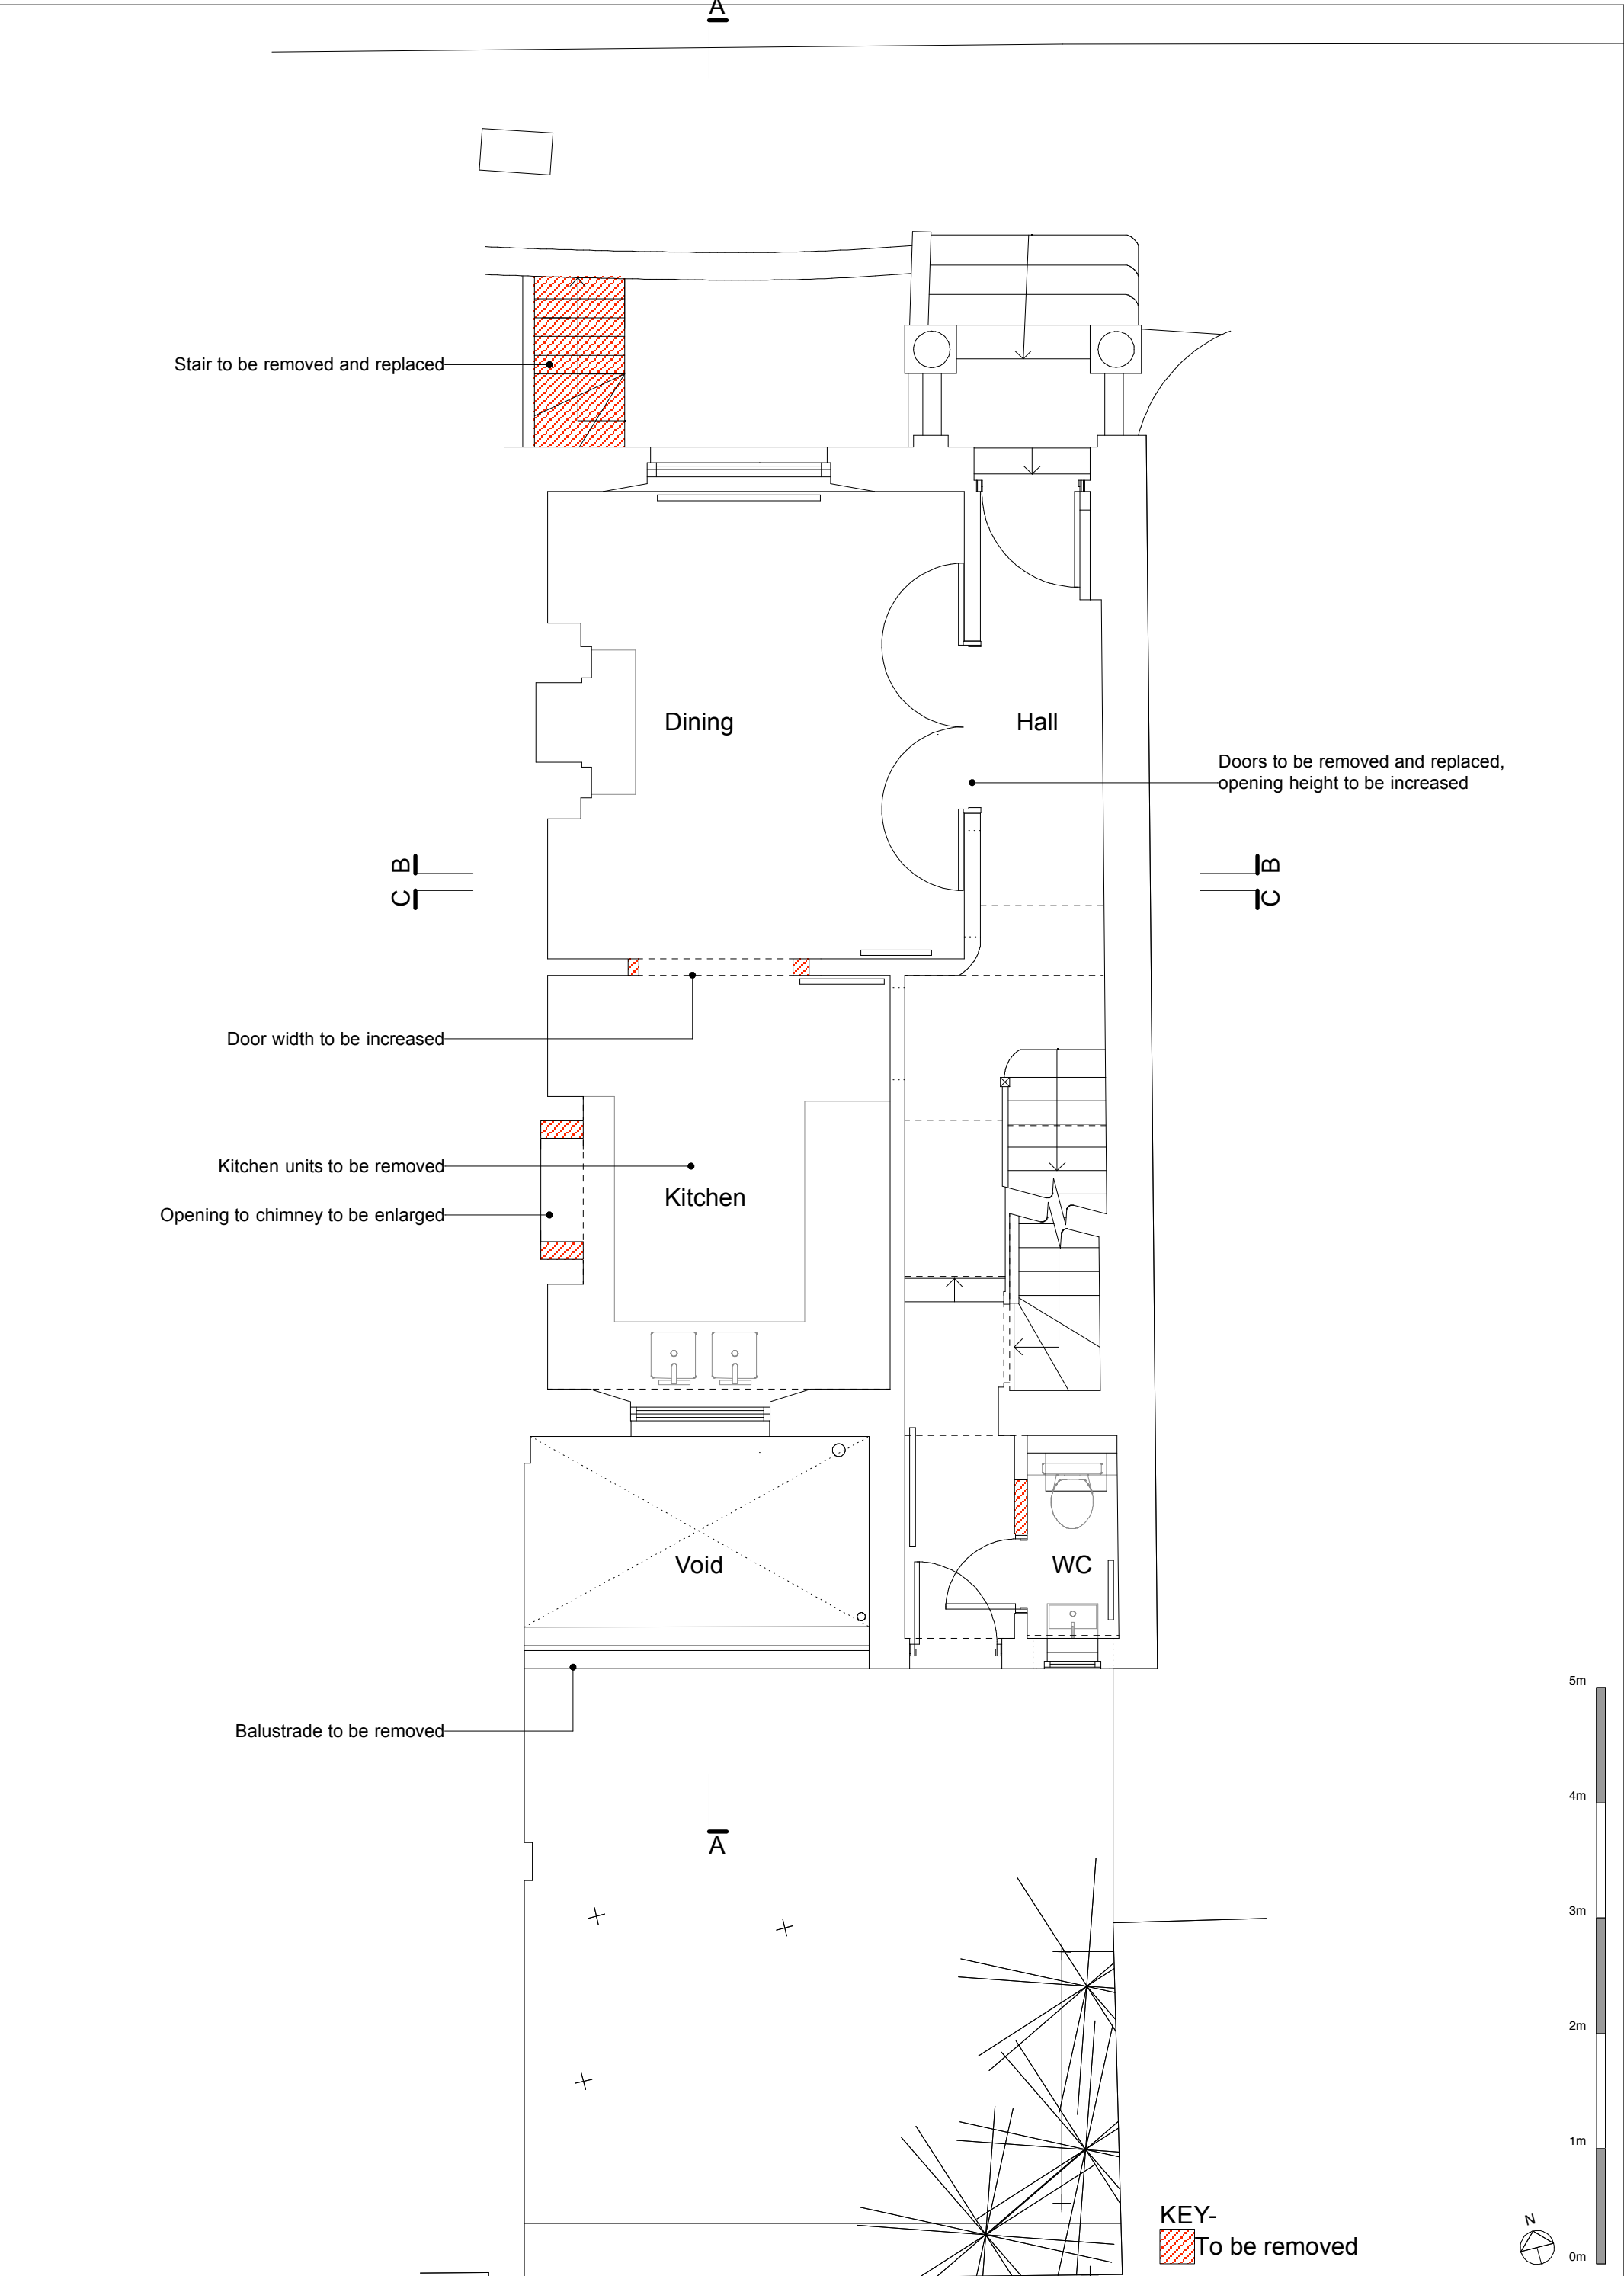 A
Stair to be removed and replaced
Dining
Hall
Doors to be removed and replaced,
opening height to be increased
B
C
B
C
Door width to be increased
Kitchen units to be removed
Kitchen
Opening to chimney to be enlarged
Void
WC
Balustrade to be removed
A
5m
4m
3m
2m
1m
0m
KEY-
To be removed
N